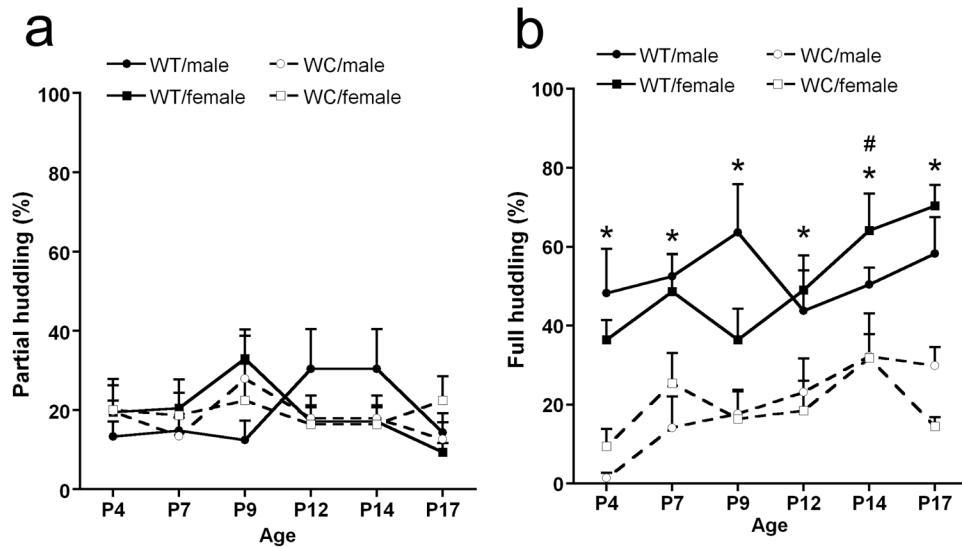 a
WT/male
WC/male
WT/female
WC/female
100
80
60
40
20
0
Partial huddling (%)
P4 P7 P9 P12 P14 P17
Age
b
WT/male
WC/male
WT/female
WC/female
100
80
60
40
20
0
Full huddling (%)
#
* * * * * *
P4 P7 P9 P12 P14 P17
Age